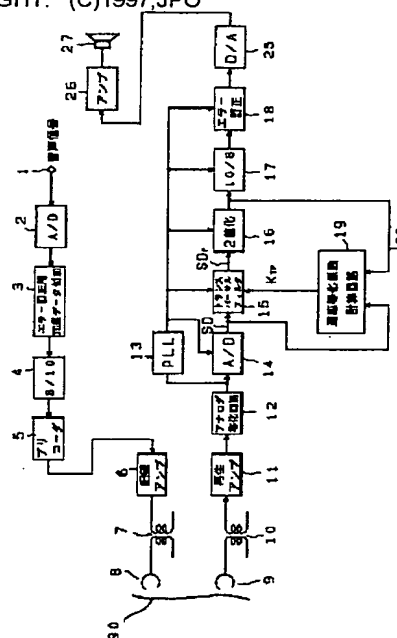 GHT: (C)1997,JPO
1
音声信号
2
A/D
3
エラー訂正用
冗長データ付加
4
8/10
5
プリ
コーダ
6
記録
アンプ
7
8
9
10
11
再生アンプ
12
アナログ
等化回路
13
PLL
14
A/D
SD
15
トランス
バーサル
フィルタ
SDF
16
2値化
17
10/8
18
エラー
訂正
25
D/A
26
アンプ
27
KTP
19
適応等化係数
計算回路
90